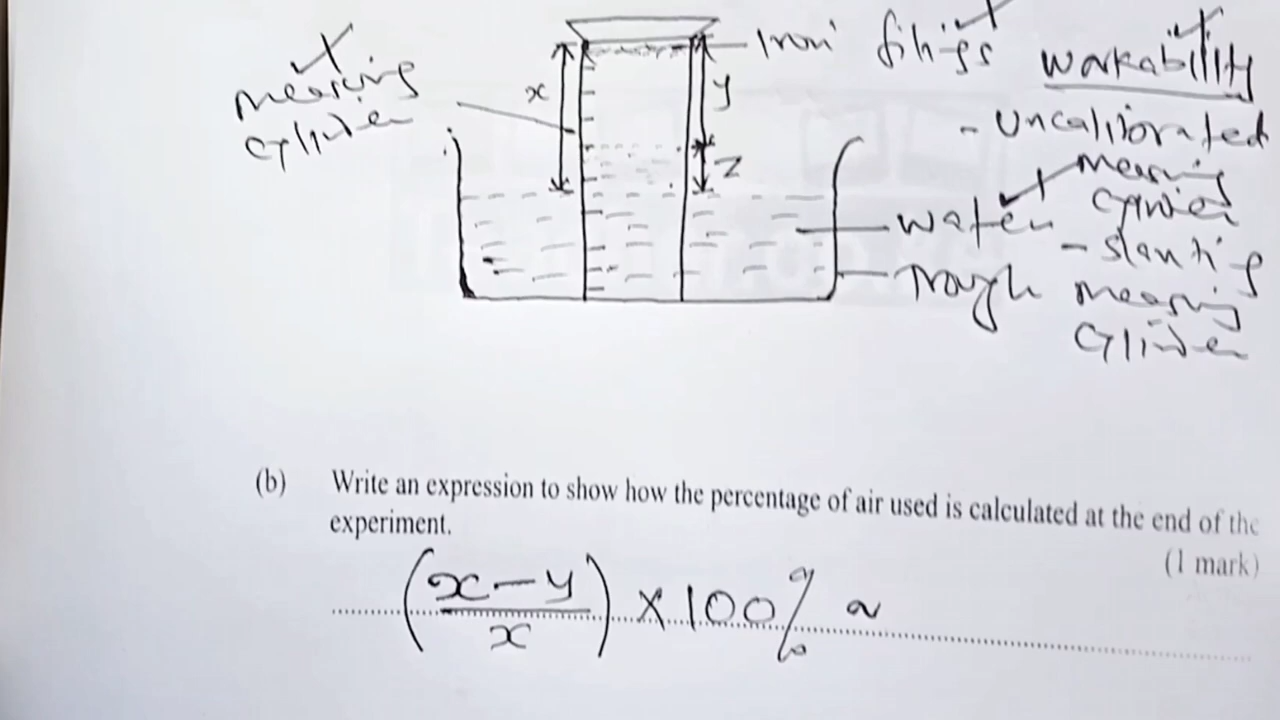 Iron filings
measuring cylinder
x
y
z
workability
- uncalibrated measuring cylinder
- slanting measuring cylinder
water
Trough
(b) Write an expression to show how the percentage of air used is calculated at the end of the
experiment.
(1 mark)
(x - y / x) × 100%